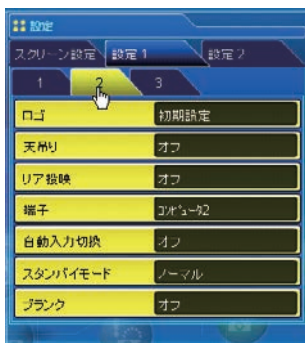 設定
スクリーン設定 設定1 設定2
1 2 3
ロゴ 初期設定
天吊り オフ
リア投映 オフ
端子 コンピュータ2
自動入力切換 オフ
スタンバイモード ノーマル
ブランク オフ